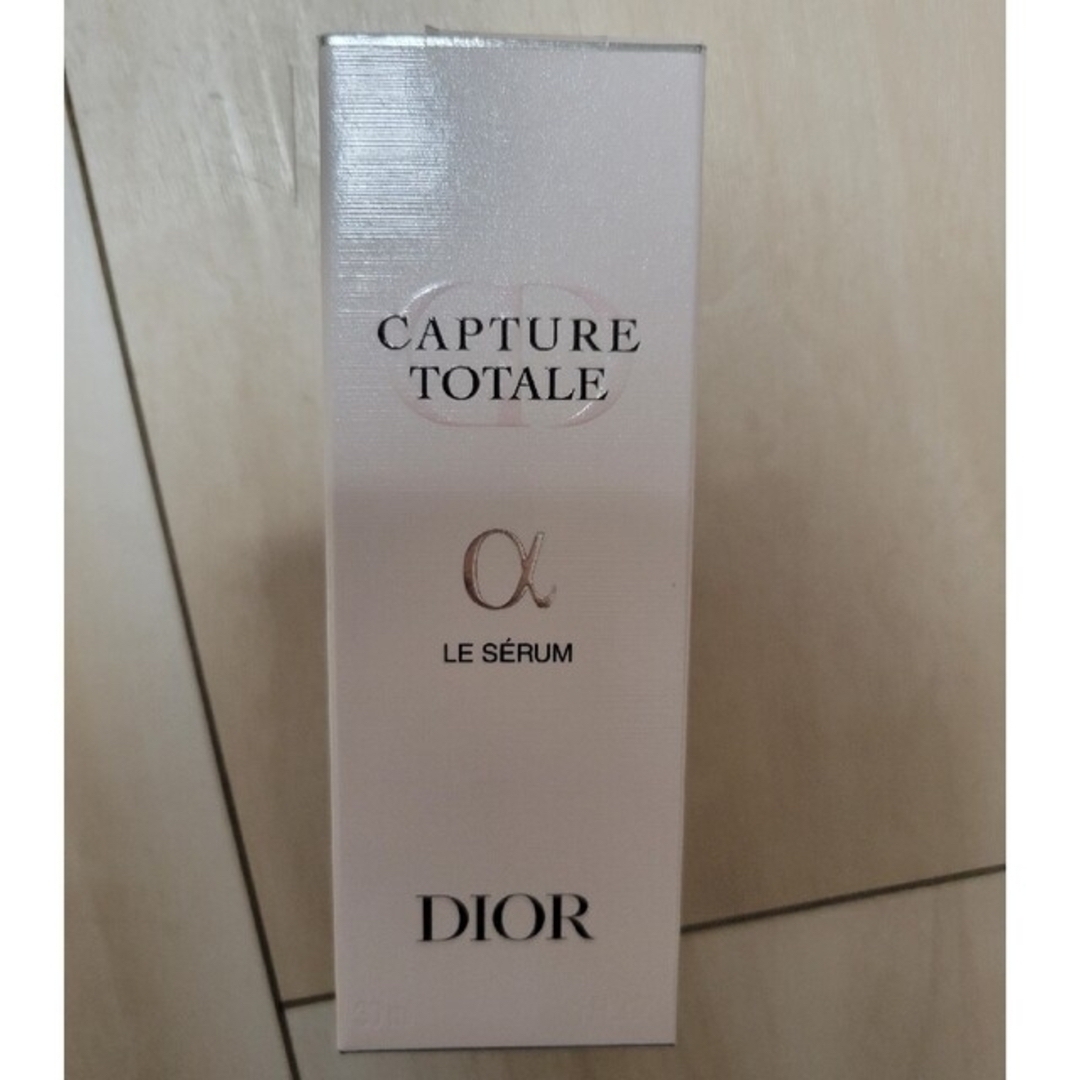 CAPTURE
TOTALE
α
LE SÉRUM
DIOR